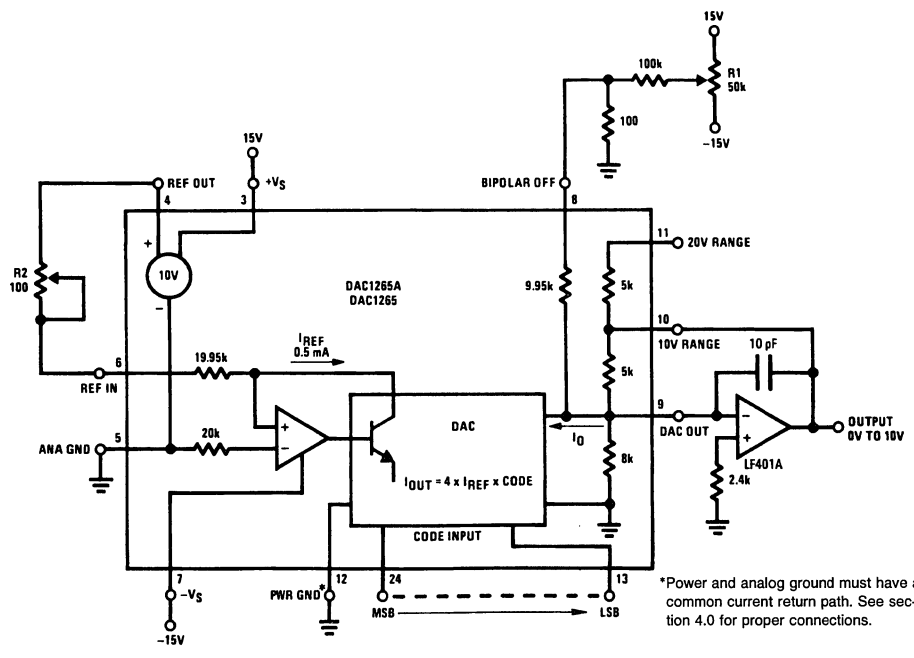 15V
100k
R1
50k
100
-15V
15V
REF OUT
4
3
+VS
BIPOLAR OFF
8
+
10V
-
R2
100
DAC1265A
DAC1265
9.95k
5k
11
20V RANGE
10
10V RANGE
10 pF
5k
6
REF IN
19.95k
IREF
0.5 mA
DAC
9
DAC OUT
IO
-
+
OUTPUT
0V TO 10V
LF401A
5
ANA GND
20k
+
-
IOUT = 4 x IREF x CODE
8k
2.4k
CODE INPUT
7
-VS
-15V
12
PWR GND*
24
MSB
13
LSB
*Power and analog ground must have a
common current return path. See sec-
tion 4.0 for proper connections.